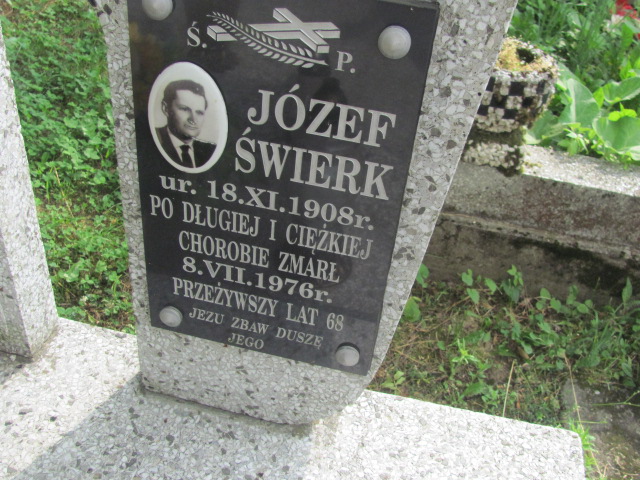 Ś. P.
JÓZEF
ŚWIERK
ur. 18.XI.1908r.
PO DŁUGIEJ I CIĘŻKIEJ
CHOROBIE ZMARŁ
8.VII.1976r.
PRZEŻYWSZY LAT 68
JEZU ZBAW DUSZĘ
JEGO